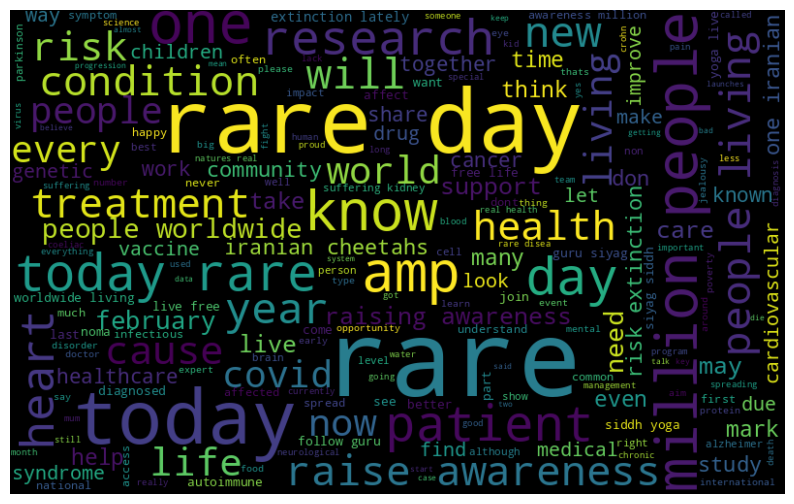 way symptom
extinction lately
awareness million
someone
keep
science
almost
one
research
new
called
parkinson
risk
children
often
please
together
time
eye
kid
crohn
pain
yoga live
improve
progression
mean
lack
special
thats
launches
condition
will
want
think
yes
living
people
one iranian
impact
affect
virus
believe
people
happy
rare day
share
drug
fight
human
proud
long
make
getting
bad
non
less
every
best
big
natures real
cancer
team
genetic
work
community
world
free life
support
don
known
jealousy
diagnosis
suffering
number
never
well
suffering kidney
dont
thing
let
treatment
take
know
real health
important
coeliac
blood
health
care
people worldwide
rare disea
everything
vaccine
iranian cheetahs
many
guru siyag
system
cell
today rare
person
amp
look
day
data
used
type
join
siyag siddh
risk extinction
worldwide living
live free
got
learn
event
around poverty
die
people living
cardiovascular
much
february
year
raising awareness
need
million
last
noma
come
opportunity
understand
mental
heart
cause
infectious
live
rare
disorder
doctor
early
water
said
program
talk
key
may
healthcare
brain
level
common
spreading
expert
covid
going
part
management
even
first
due
aim
protein
say
diagnosed
affected
currently
see
show
two
today
spread
better
siddh yoga
mark
mum
now
patient
good
right
alzheimer
death
still
follow guru
find
although
medical
chronic
month
help
access
food
neurological
start
case
study
syndrome
life
raise awareness
national
really
autoimmune
international